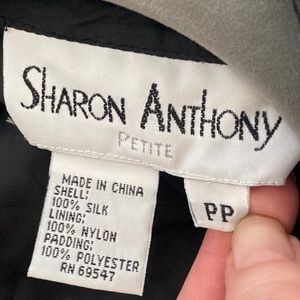 SHARON ANTHONY
PETITE
MADE IN CHINA
SHELL:
100% SILK
LINING:
100% NYLON
PADDING:
100% POLYESTER
RN 69547
PP